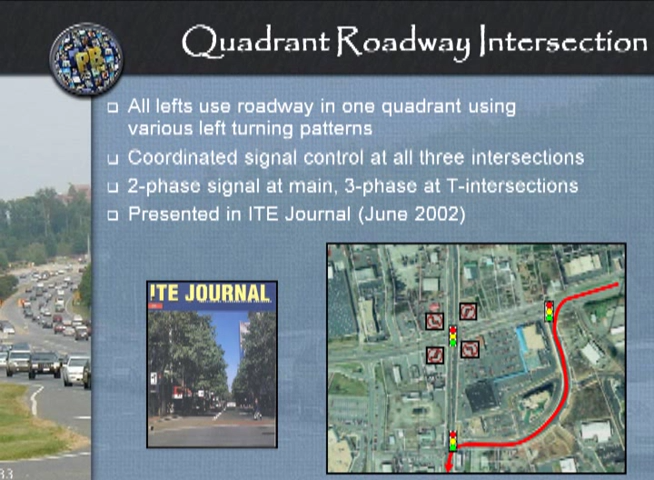 Quadrant Roadway Intersection
PB
All lefts use roadway in one quadrant using
various left turning patterns
Coordinated signal control at all three intersections
2-phase signal at main, 3-phase at T-intersections
Presented in ITE Journal (June 2002)
ITE JOURNAL